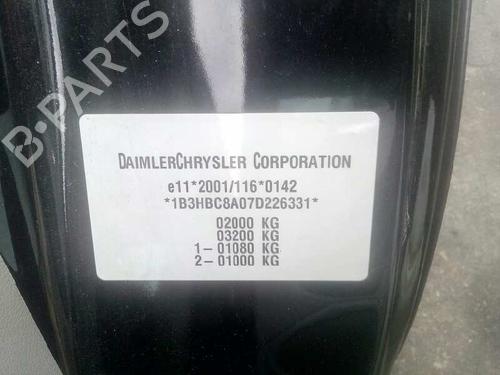 B-PARTS
DAIMLERCHRYSLER CORPORATION
e11*2001/116*0142
*1B3HBC8A07D226331*
02000 KG
03200 KG
1- 01080 KG
2- 01000 KG